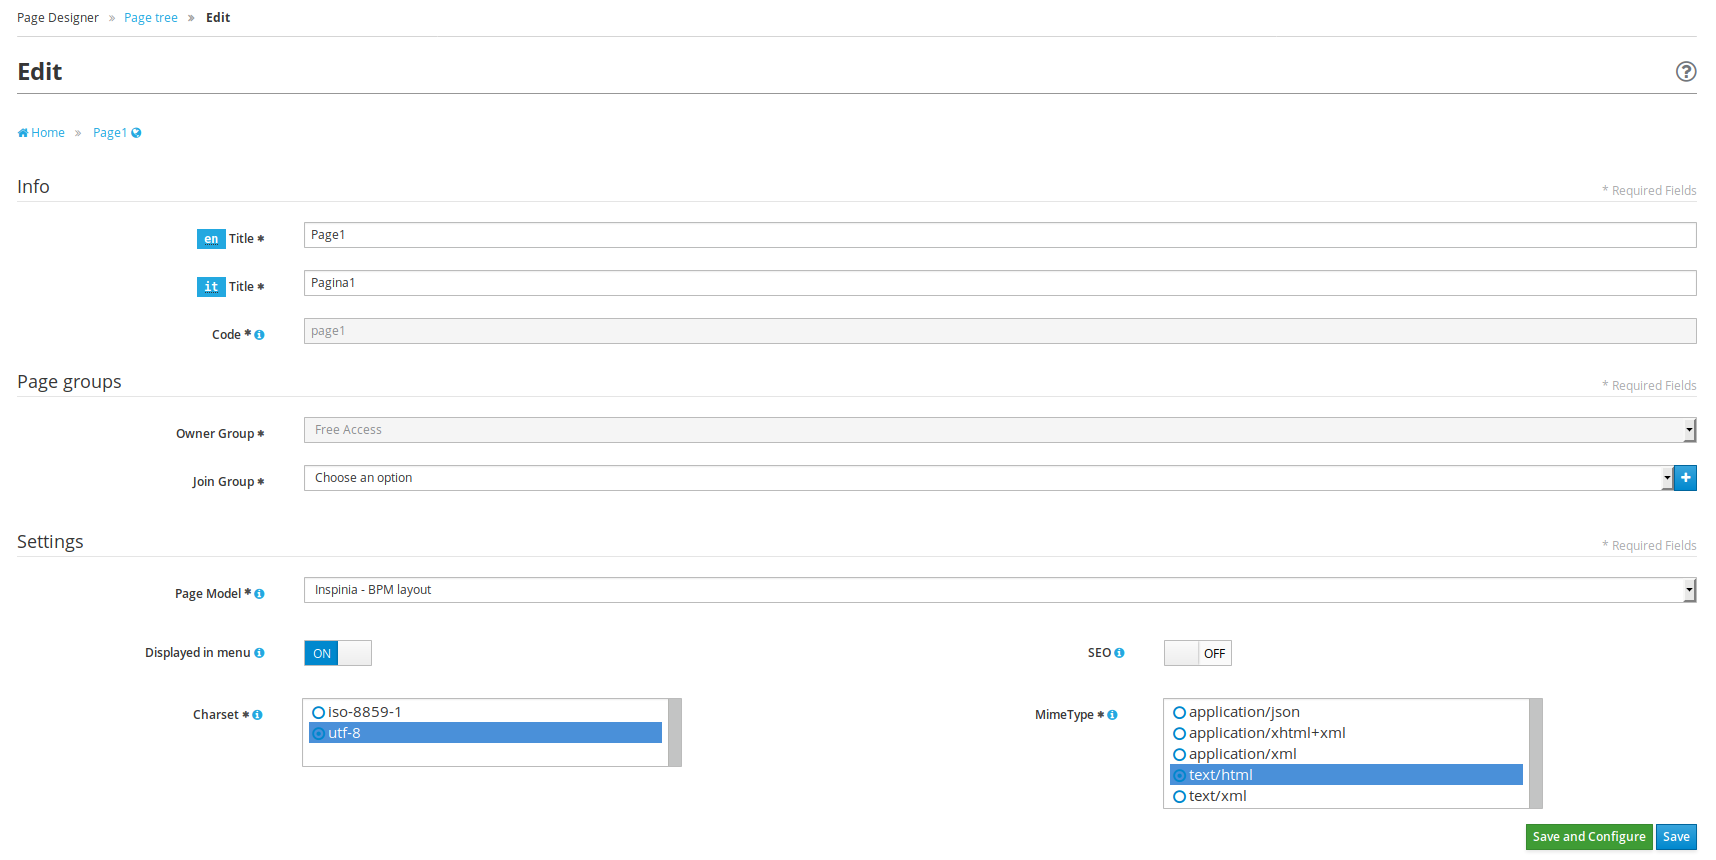 Page Designer » Page tree » Edit
Edit
Home » Page1
Info
* Required Fields
en Title * Page1
it Title * Pagina1
Code * page1
Page groups
* Required Fields
Owner Group * Free Access
Join Group * Choose an option +
Settings
* Required Fields
Page Model * Inspinia - BPM layout
Displayed in menu ON
SEO OFF
Charset *
iso-8859-1
utf-8
MimeType *
application/json
application/xhtml+xml
application/xml
text/html
text/xml
Save and Configure Save